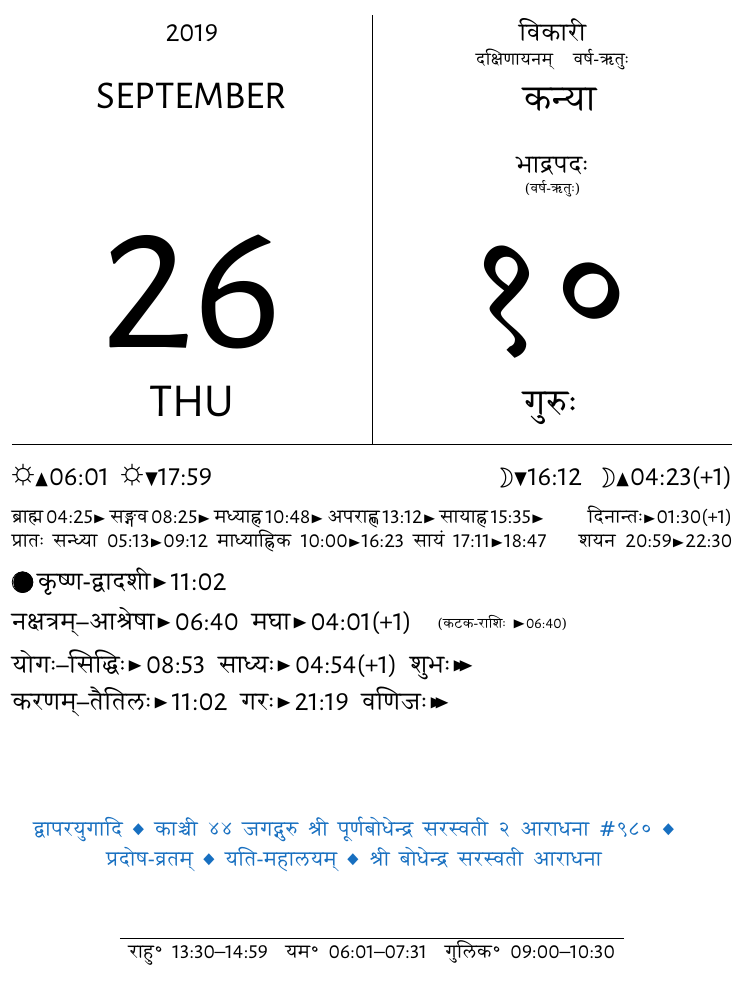 2019
SEPTEMBER
26
THU
विकारी
दक्षिणायनम् वर्ष-ऋतुः
कन्या
भाद्रपदः
(वर्ष-ऋतुः)
१०
गुरुः
☼▲06:01 ☼▼17:59 ☽▼16:12 ☽▲04:23(+1)
ब्राह्म 04:25► सङ्गव 08:25► मध्याह्न 10:48► अपराह्ण 13:12► सायाह्न 15:35► दिनान्तः►01:30(+1)
प्रातः सन्ध्या 05:13►09:12 माध्याह्निक 10:00►16:23 सायं 17:11►18:47 शयन 20:59►22:30
●कृष्ण-द्वादशी►11:02
नक्षत्रम्–आश्रेषा► 06:40 मघा► 04:01(+1) (कटक-राशिः ►06:40)
योगः–सिद्धिः► 08:53 साध्यः► 04:54(+1) शुभः►►
करणम्–तैतिलः►11:02 गरः►21:19 वणिजः►►
द्वापरयुगादि ◆ काञ्ची ४४ जगद्गुरु श्री पूर्णबोधेन्द्र सरस्वती २ आराधना #९८० ◆
प्रदोष-व्रतम् ◆ यति-महालयम् ◆ श्री बोधेन्द्र सरस्वती आराधना
राहु° 13:30–14:59 यम° 06:01–07:31 गुलिक° 09:00–10:30